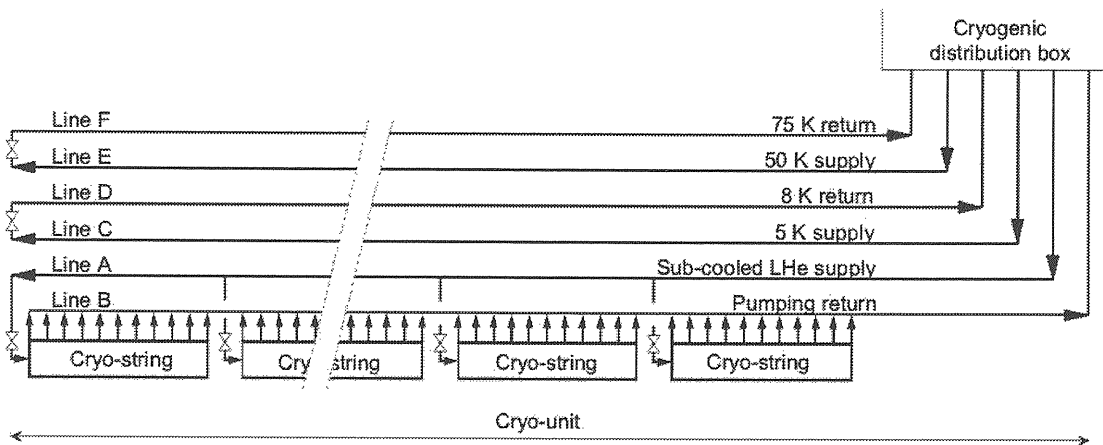 Cryogenic
distribution box
Line F 75 K return
Line E 50 K supply
Line D 8 K return
Line C 5 K supply
Line A Sub-cooled LHe supply
Line B Pumping return
Cryo-string Cryo-string Cryo-string Cryo-string
Cryo-unit